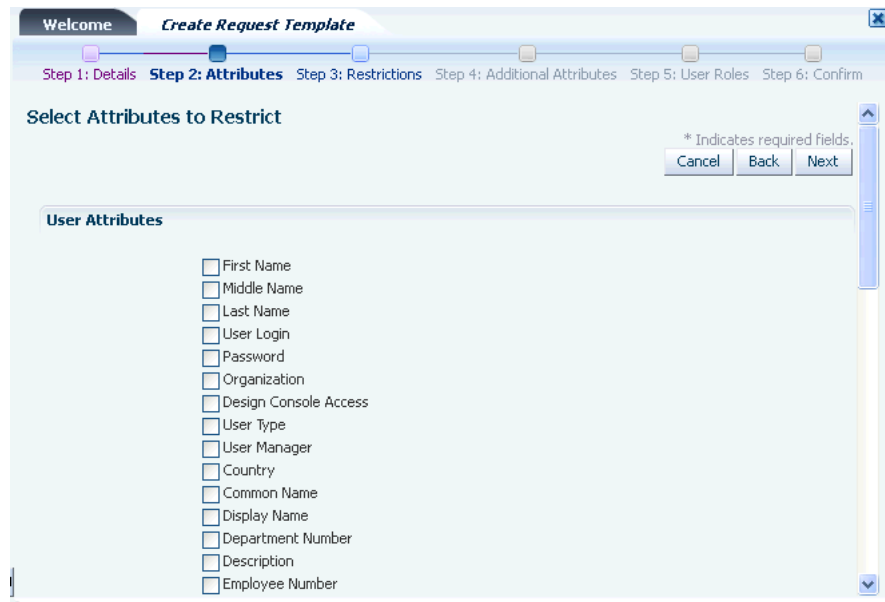 Welcome Create Request Template
Step 1: Details Step 2: Attributes Step 3: Restrictions Step 4: Additional Attributes Step 5: User Roles Step 6: Confirm
Select Attributes to Restrict
* Indicates required fields.
Cancel Back Next
User Attributes
First Name
Middle Name
Last Name
User Login
Password
Organization
Design Console Access
User Type
User Manager
Country
Common Name
Display Name
Department Number
Description
Employee Number